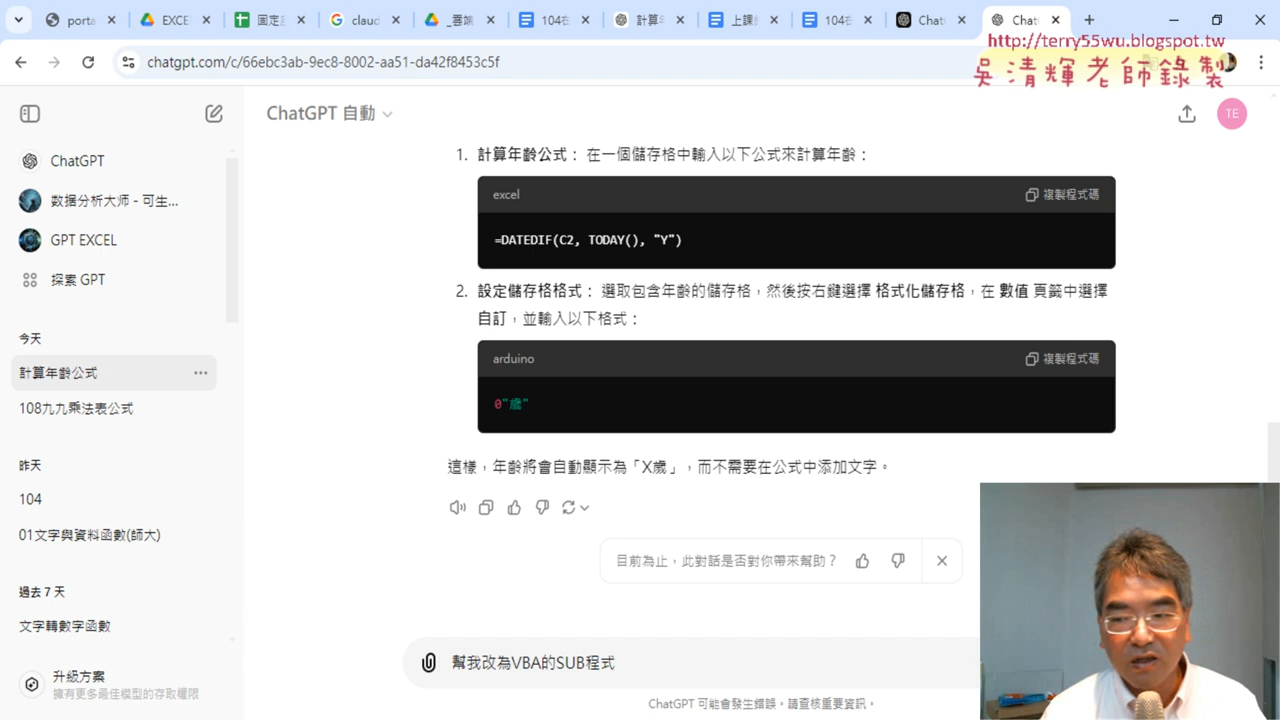 porta
EXCE
固定
claud
_雲端
104在
計算年
上課
104在
Chat
Chat
http://terry55wu.blogspot.tw
chatgpt.com/c/66ebc3ab-9ec8-8002-aa51-da42f8453c5f
吳清輝老師錄製
ChatGPT 自動
TE
ChatGPT
数据分析大师 - 可生...
GPT EXCEL
探索 GPT
今天
計算年齡公式
108九九乘法表公式
昨天
104
01文字與資料函數(師大)
過去 7 天
文字轉數字函數
升級方案
擁有更多最佳模型的存取權限
1. 計算年齡公式： 在一個儲存格中輸入以下公式來計算年齡：
excel
複製程式碼
=DATEDIF(C2, TODAY(), "Y")
2. 設定儲存格格式： 選取包含年齡的儲存格，然後按右鍵選擇 格式化儲存格，在 數值 頁籤中選擇
自訂，並輸入以下格式：
arduino
複製程式碼
0"歲"
這樣，年齡將會自動顯示為「X歲」，而不需要在公式中添加文字。
目前為止，此對話是否對你帶來幫助？
幫我改為VBA的SUB程式
ChatGPT 可能會發生錯誤。請查核重要資訊。